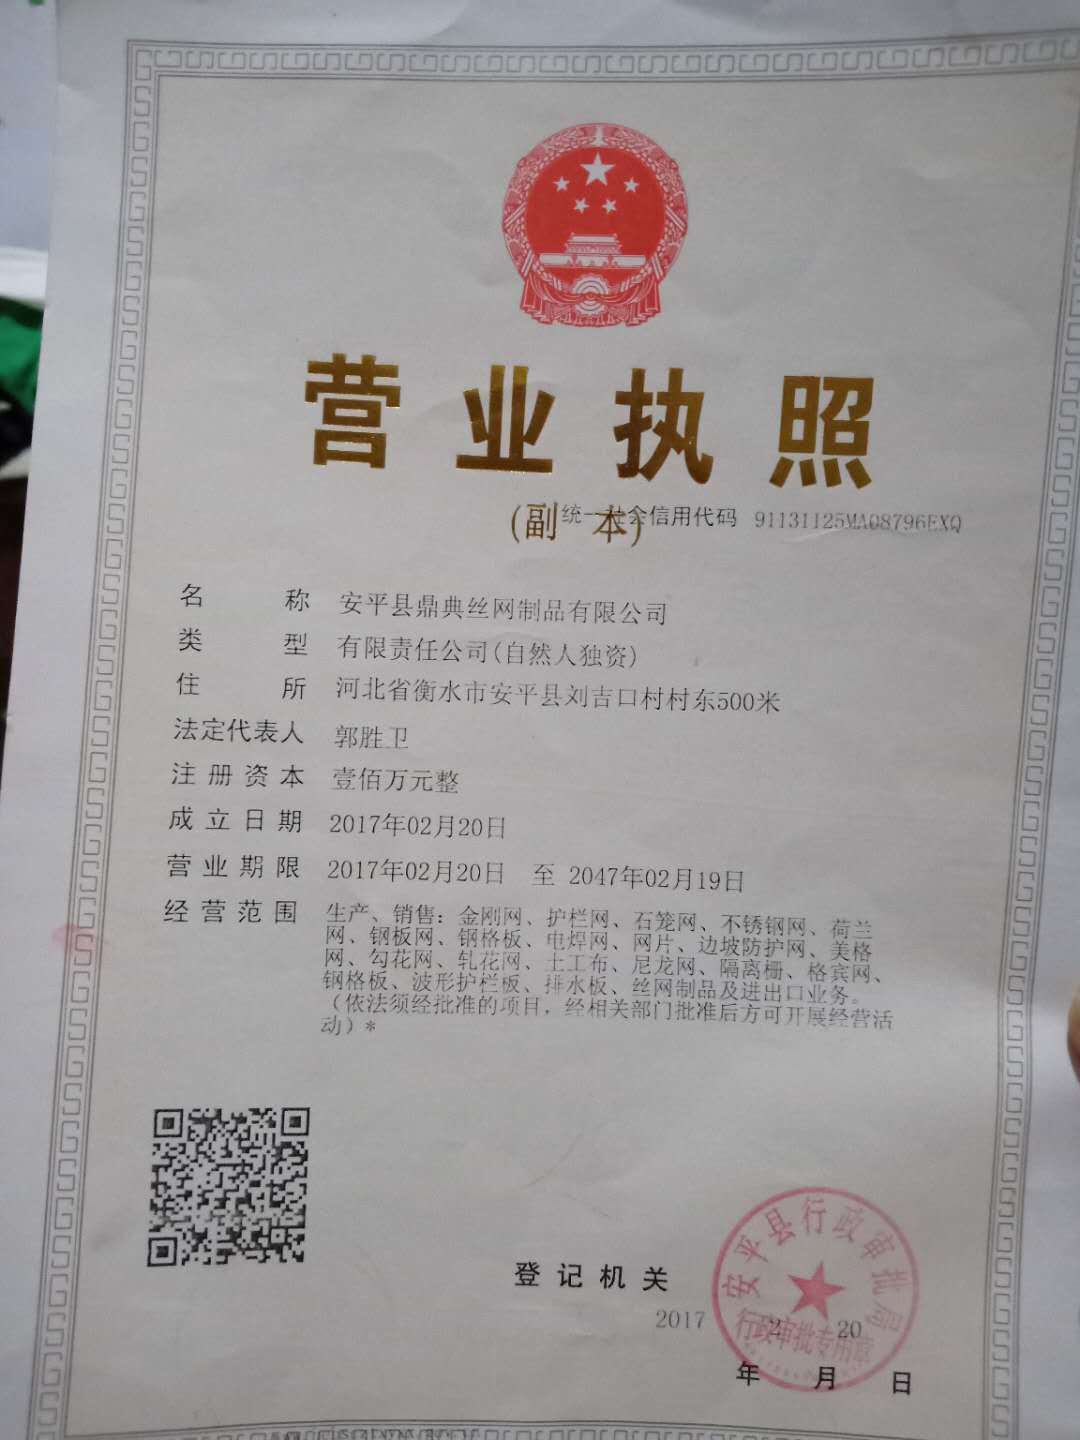 营业执照
(副 本)
统一社会信用代码 91131125MA08796EXQ
名称 安平县鼎典丝网制品有限公司
类型 有限责任公司(自然人独资)
住所 河北省衡水市安平县刘吉口村村东500米
法定代表人 郭胜卫
注册资本 壹佰万元整
成立日期 2017年02月20日
营业期限 2017年02月20日 至 2047年02月19日
经营范围 生产、销售：金刚网、护栏网、石笼网、不锈钢网、荷兰
网、钢板网、钢格板、电焊网、网片、边坡防护网、美格
网、勾花网、轧花网、土工布、尼龙网、隔离栅、格宾网、
钢格板、波形护栏板、排水板、丝网制品及进出口业务。
（依法须经批准的项目，经相关部门批准后方可开展经营活
动）*
登记机关
安平县行政审批局
行政审批专用章
2017 2 20
年 月 日